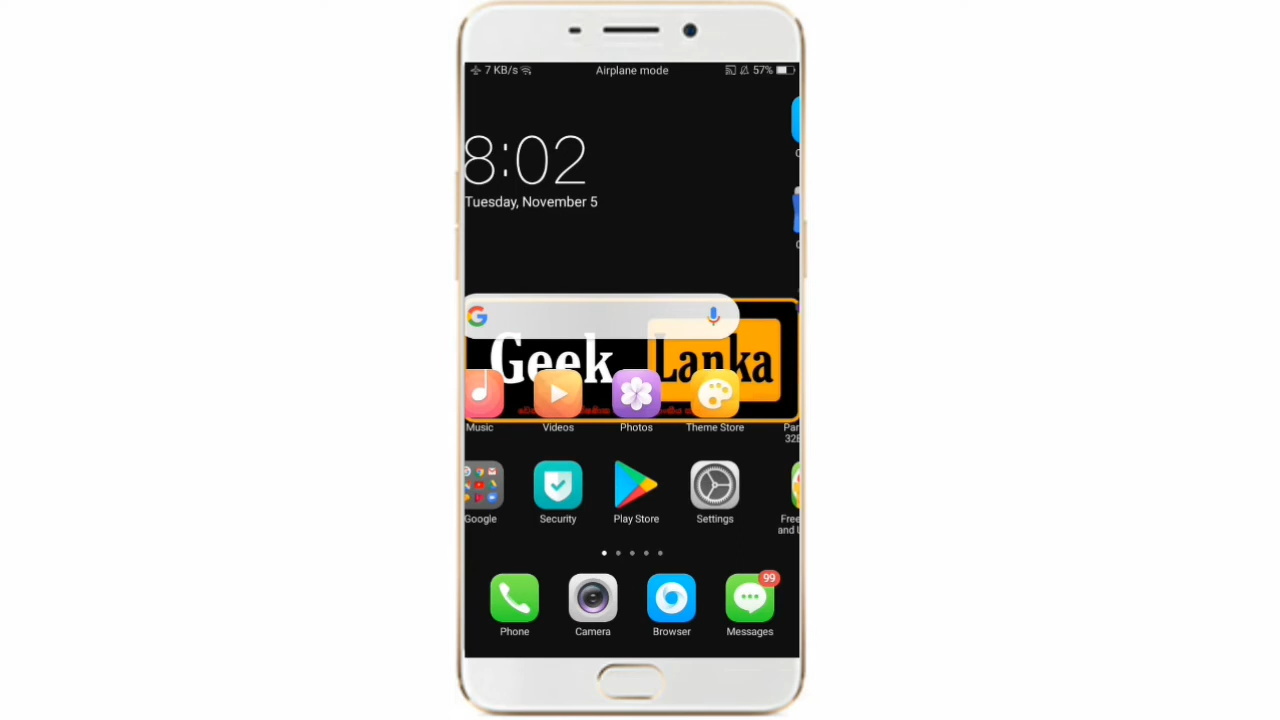 7 KB/s
Airplane mode
57%
8:02
Tuesday, November 5
Geek Lanka
Music
Videos
Photos
Theme Store
Google
Security
Play Store
Settings
Free
99
Phone
Camera
Browser
Messages